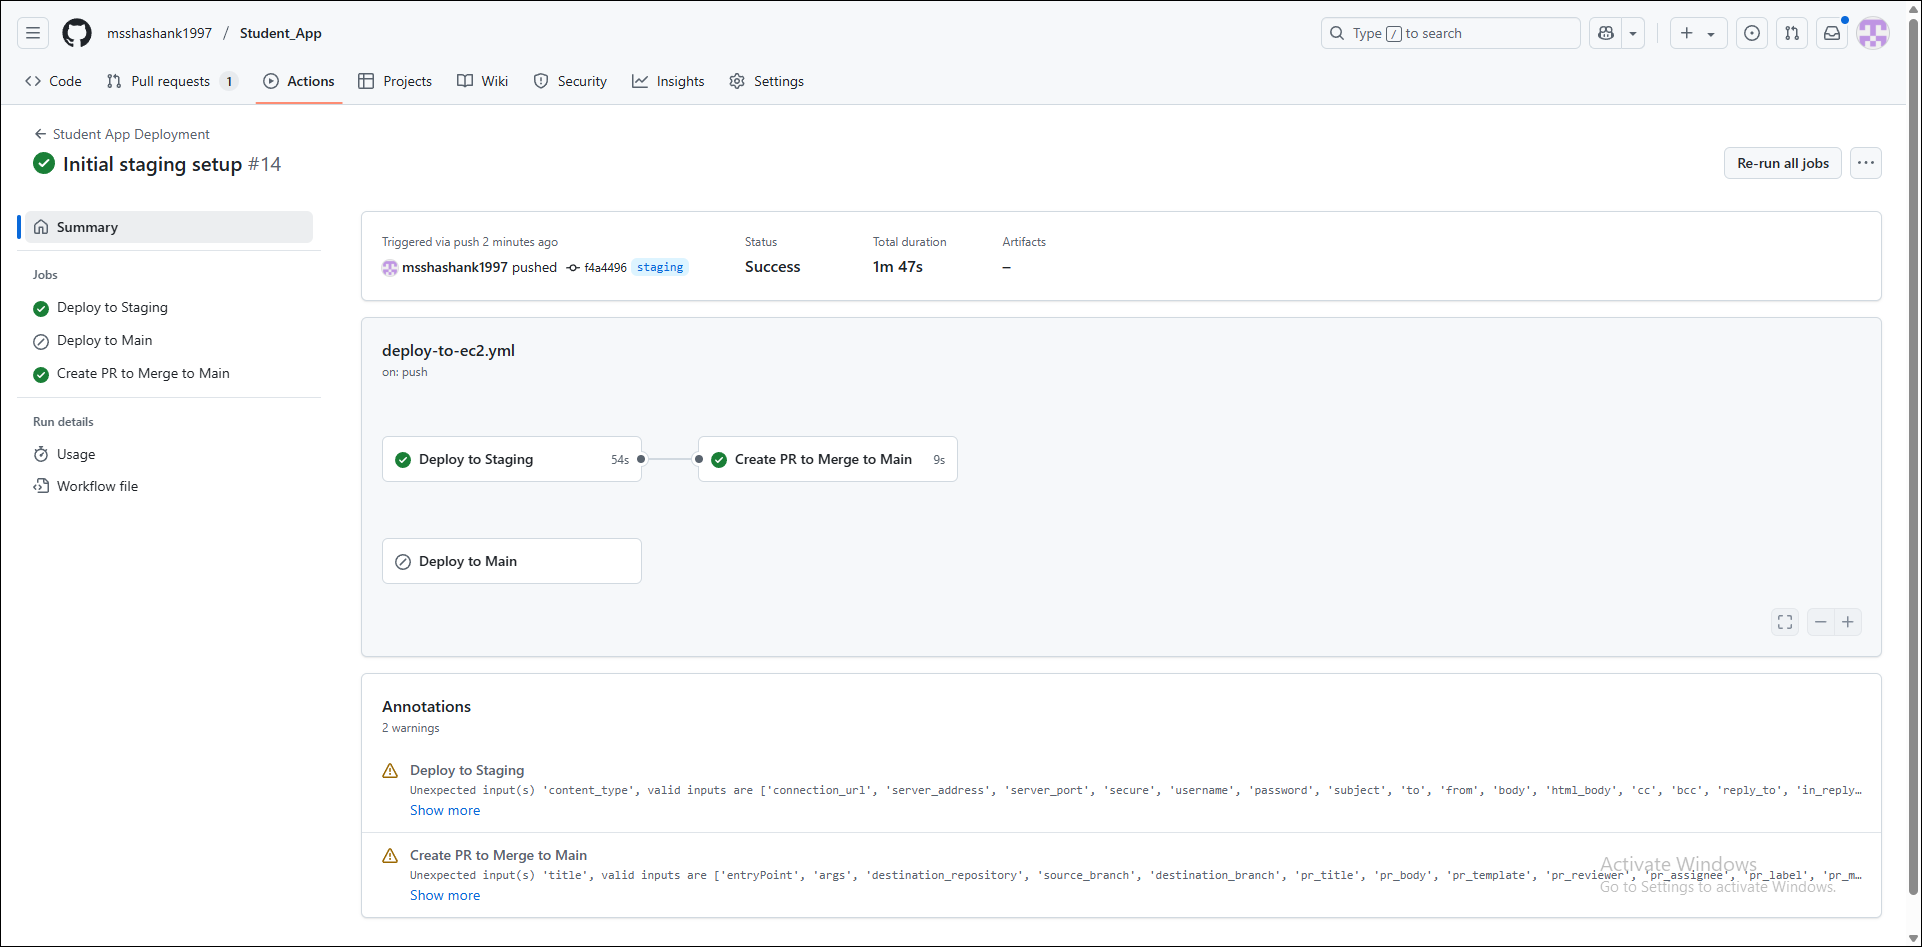 msshashank1997 / Student_App
Type / to search
Code
Pull requests 1
Actions
Projects
Wiki
Security
Insights
Settings
Student App Deployment
Initial staging setup #14
Re-run all jobs
Summary
Jobs
Deploy to Staging
Deploy to Main
Create PR to Merge to Main
Run details
Usage
Workflow file
Triggered via push 2 minutes ago
msshashank1997 pushed f4a4496 staging
Status
Success
Total duration
1m 47s
Artifacts
–
deploy-to-ec2.yml
on: push
Deploy to Staging 54s
Create PR to Merge to Main 9s
Deploy to Main
Annotations
2 warnings
Deploy to Staging
Unexpected input(s) 'content_type', valid inputs are ['connection_url', 'server_address', 'server_port', 'secure', 'username', 'password', 'subject', 'to', 'from', 'body', 'html_body', 'cc', 'bcc', 'reply_to', 'in_reply…
Show more
Create PR to Merge to Main
Unexpected input(s) 'title', valid inputs are ['entryPoint', 'args', 'destination_repository', 'source_branch', 'destination_branch', 'pr_title', 'pr_body', 'pr_template', 'pr_reviewer', 'pr_assignee', 'pr_label', 'pr_m…
Show more
Activate Windows
Go to Settings to activate Windows.